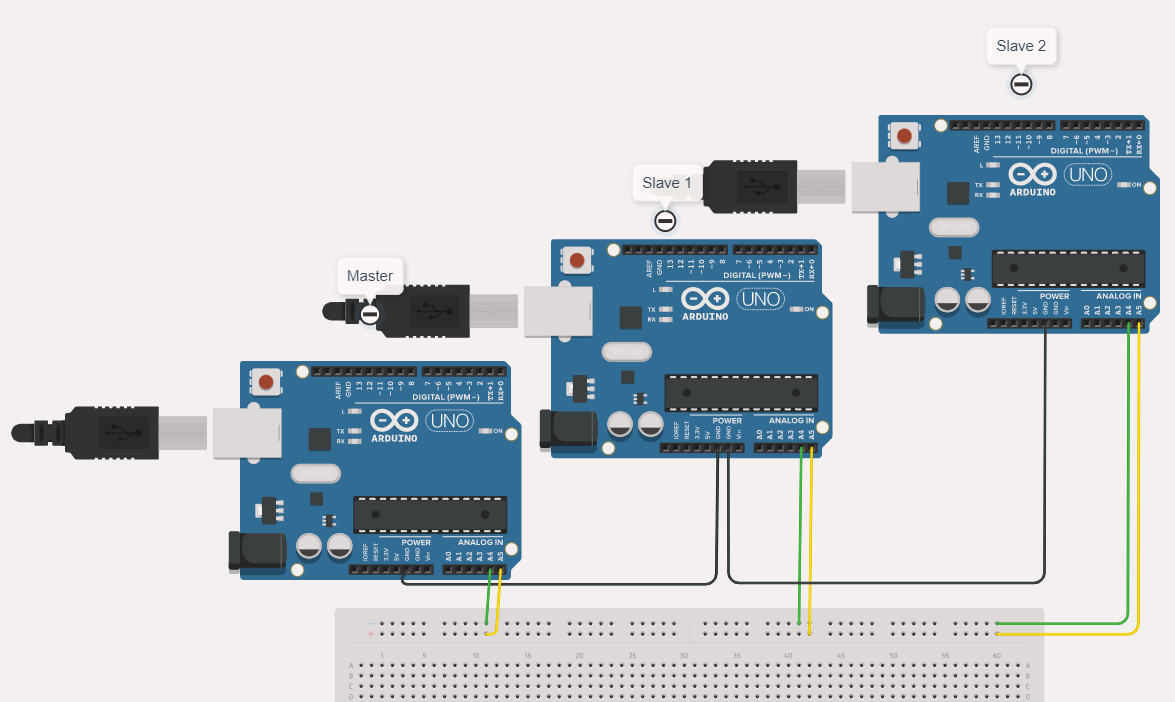 Slave 2
AREF GND 13 12 ~11 ~10 ~9 8 7 ~6 ~5 4 ~3 2 TX→1 RX←0
DIGITAL (PWM~)
L
TX
RX
UNO
ON
ARDUINO
IOREF RESET 3.3V 5V GND GND Vin
POWER
ANALOG IN
A0 A1 A2 A3 A4 A5
Slave 1
AREF GND 13 12 ~11 ~10 ~9 8 7 ~6 ~5 4 ~3 2 TX→1 RX←0
DIGITAL (PWM~)
L
TX
RX
UNO
ON
ARDUINO
POWER
ANALOG IN
IOREF RESET 3.3V 5V GND GND Vin
A0 A1 A2 A3 A4 A5
Master
AREF GND 13 12 ~11 ~10 ~9 8 7 ~6 ~5 4 ~3 2 TX→1 RX←0
DIGITAL (PWM~)
L
TX
RX
UNO
ON
ARDUINO
POWER
ANALOG IN
IOREF RESET 3.3V 5V GND GND Vin
A0 A1 A2 A3 A4 A5
−
+
1 5 10 15 20 25 30 35 40 45 50 55 60
A A
B B
C C
D D